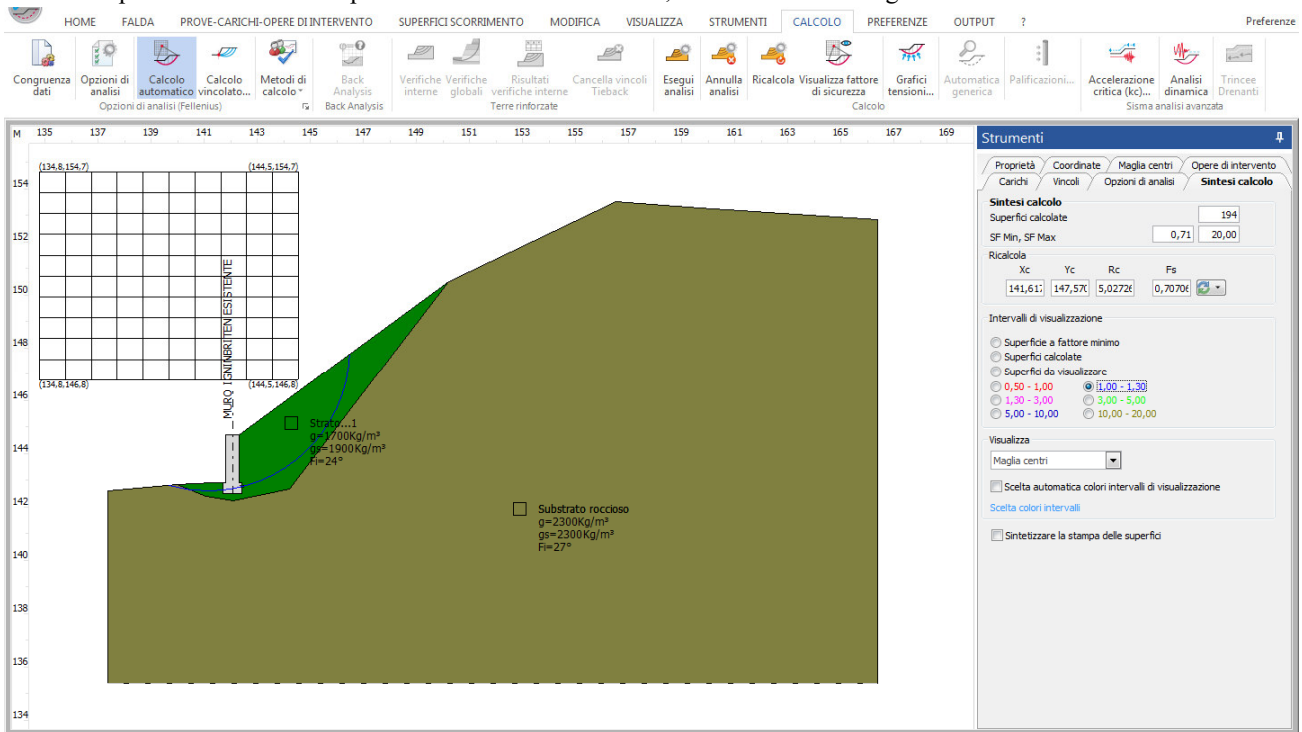 HOME FALDA PROVE-CARICHI-OPERE DI INTERVENTO SUPERFICI SCORRIMENTO MODIFICA VISUALIZZA STRUMENTI CALCOLO PREFERENZE OUTPUT ? Preferenze
Congruenza dati
Opzioni di analisi
Calcolo automatico
Calcolo vincolato...
Metodi di calcolo
Back Analysis
Verifiche interne
Verifiche globali
Risultati verifiche interne
Cancella vincoli Tieback
Esegui analisi
Annulla analisi
Ricalcola
Visualizza fattore di sicurezza
Grafici tensioni...
Automatica generica
Palificazioni...
Accelerazione critica (kc)...
Analisi dinamica
Trincee Drenanti
Opzioni di analisi (Fellenius) Back Analysis Terre rinforzate Calcolo Sisma analisi avanzata
M 135 137 139 141 143 145 147 149 151 153 155 157 159 161 163 165 167 169
154
152
150
148
146
144
142
140
138
136
134
(134,8,154,7) (144,5,154,7)
(134,8,146,8) (144,5,146,8)
Strato...1
g=1700Kg/m³
gs=1900Kg/m³
Fi=24°
Substrato roccioso
g=2300Kg/m³
gs=2300Kg/m³
Fi=27°
Strumenti
Proprietà Coordinate Maglia centri Opere di intervento
Carichi Vincoli Opzioni di analisi Sintesi calcolo
Sintesi calcolo
Superfici calcolate 194
SF Min, SF Max 0,71 20,00
Ricalcola
Xc Yc Rc Fs
141,617 147,570 5,02726 0,70706
Intervalli di visualizzazione
Superficie a fattore minimo
Superfici calcolate
Superfici da visualizzare
0,50 - 1,00 1,00 - 1,30
1,30 - 3,00 3,00 - 5,00
5,00 - 10,00 10,00 - 20,00
Visualizza
Maglia centri
Scelta automatica colori intervalli di visualizzazione
Scelta colori intervalli
Sintetizzare la stampa delle superfici